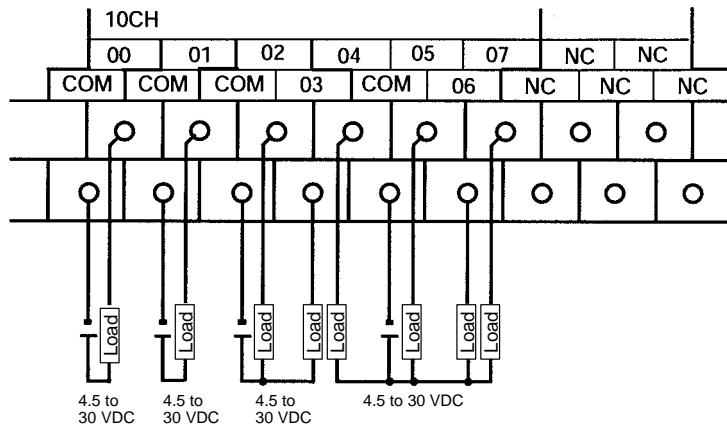 10CH
00 01 02 04 05 07 NC NC
COM COM COM 03 COM 06 NC NC NC
Load Load Load Load Load Load Load Load
4.5 to 30 VDC
4.5 to 30 VDC
4.5 to 30 VDC
4.5 to 30 VDC